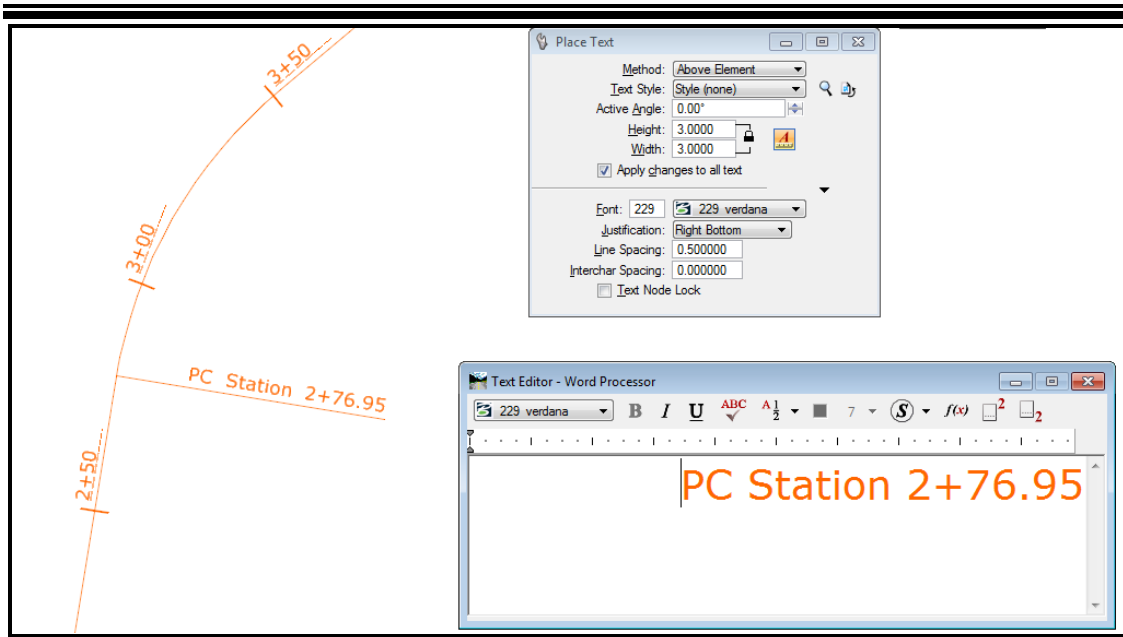 3+50
3+00
PC Station 2+76.95
2+50
Place Text
Method: Above Element
Text Style: Style (none)
Active Angle: 0.00°
Height: 3.0000
Width: 3.0000
A
Apply changes to all text
Font: 229 229 verdana
Justification: Right Bottom
Line Spacing: 0.500000
Interchar Spacing: 0.000000
Text Node Lock
Text Editor - Word Processor
229 verdana B I U ABC A 1/2 7 S f(x) 2 2
PC Station 2+76.95